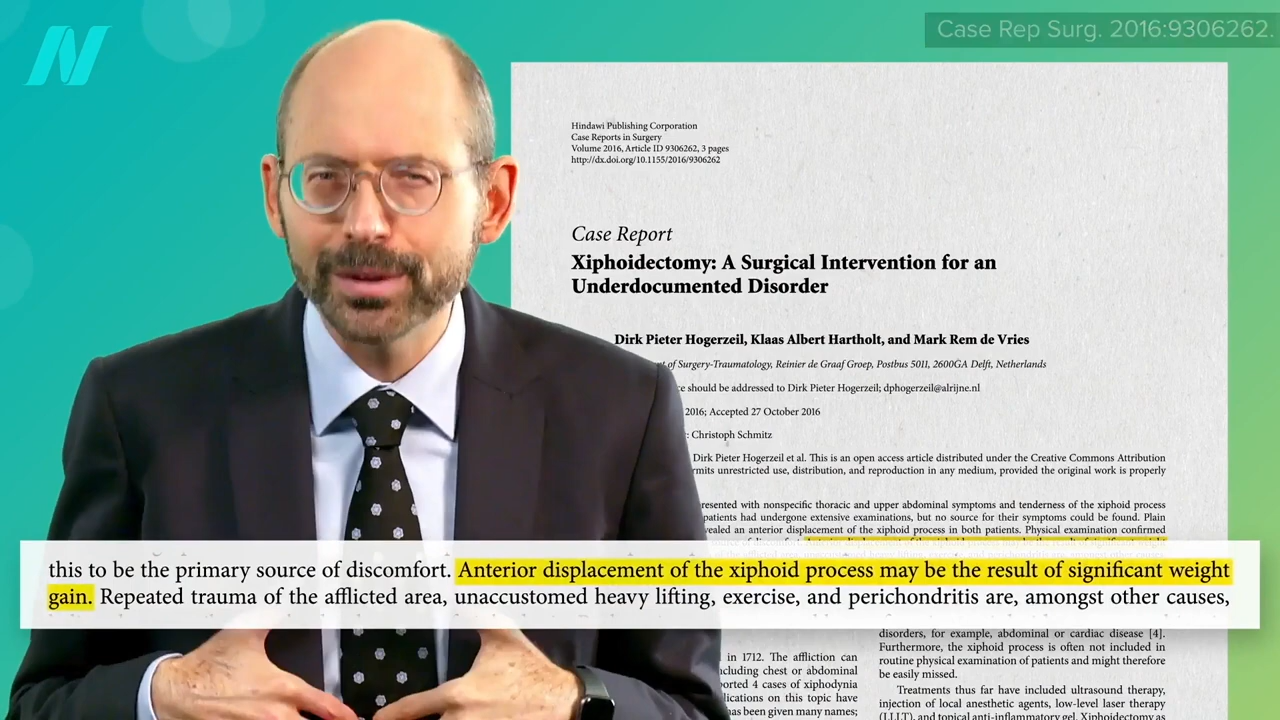 Case Rep Surg. 2016:9306262.
Hindawi Publishing Corporation
Case Reports in Surgery
Volume 2016, Article ID 9306262, 3 pages
http://dx.doi.org/10.1155/2016/9306262
Case Report
Xiphoidectomy: A Surgical Intervention for an
Underdocumented Disorder
Dirk Pieter Hogerzeil, Klaas Albert Hartholt, and Mark Rem de Vries
of Surgery-Traumatology, Reinier de Graaf Groep, Postbus 5011, 2600GA Delft, Netherlands
should be addressed to Dirk Pieter Hogerzeil; dphogerzeil@alrijne.nl
2016; Accepted 27 October 2016
: Christoph Schmitz
Dirk Pieter Hogerzeil et al. This is an open access article distributed under the Creative Commons Attribution
unrestricted use, distribution, and reproduction in any medium, provided the original work is properly
with nonspecific thoracic and upper abdominal symptoms and tenderness of the xiphoid process
patients had undergone extensive examinations, but no source for their symptoms could be found. Plain
an anterior displacement of the xiphoid process in both patients. Physical examination confirmed
this to be the primary source of discomfort. Anterior displacement of the xiphoid process may be the result of significant weight
gain. Repeated trauma of the afflicted area, unaccustomed heavy lifting, exercise, and perichondritis are, amongst other causes,
in 1712. The affliction can
chest or abdominal
4 cases of xiphodynia
on this topic have
has been given many names;
disorders, for example, abdominal or cardiac disease [4].
Furthermore, the xiphoid process is often not included in
routine physical examination of patients and might therefore
be easily missed.
Treatments thus far have included ultrasound therapy,
injection of local anesthetic agents, low-level laser therapy
(LLLT), and topical anti-inflammatory gel. Xiphoidectomy as